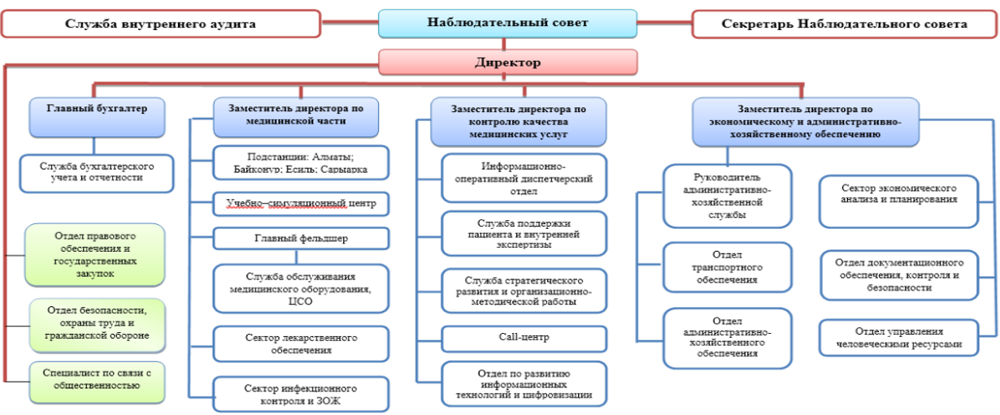 Служба внутреннего аудита
Наблюдательный совет
Секретарь Наблюдательного совета
Директор
Главный бухгалтер
Служба бухгалтерского
учета и отчетности
Отдел правового
обеспечения и
государственных
закупок
Отдел безопасности,
охраны труда и
гражданской обороне
Специалист по связи с
общественностью
Заместитель директора по
медицинской части
Подстанции: Алматы;
Байконур; Есиль; Сарыарка
Учебно–симуляционный центр
Главный фельдшер
Служба обслуживания
медицинского оборудования,
ЦСО
Сектор лекарственного
обеспечения
Сектор инфекционного
контроля и ЗОЖ
Заместитель директора по
контролю качества
медицинских услуг
Информационно-
оперативный диспетчерский
отдел
Служба поддержки
пациента и внутренней
экспертизы
Служба стратегического
развития и организационно-
методической работы
Call-центр
Отдел по развитию
информационных
технологий и цифровизации
Заместитель директора по
экономическому и административно-
хозяйственному обеспечению
Руководитель
административно-
хозяйственной
службы
Отдел
транспортного
обеспечения
Отдел
административно-
хозяйственного
обеспечения
Сектор экономического
анализа и планирования
Отдел документационного
обеспечения, контроля и
безопасности
Отдел управления
человеческими ресурсами